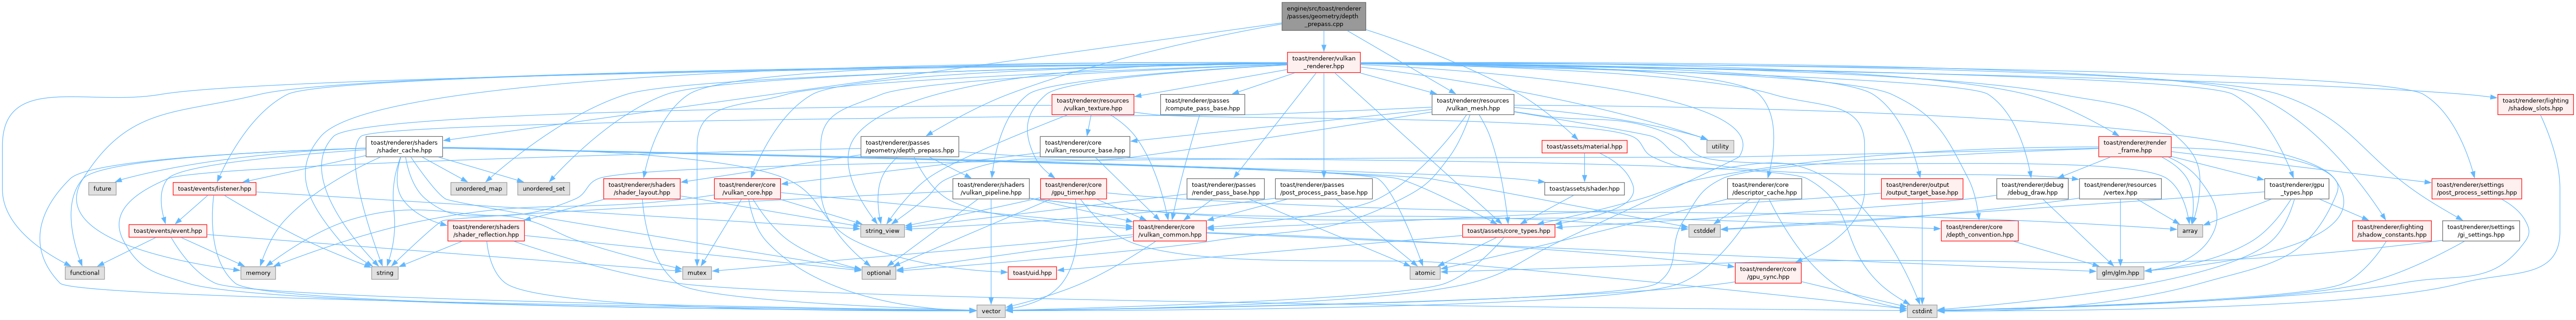 engine/src/toast/renderer
/passes/geometry/depth
_prepass.cpp
toast/renderer/vulkan
_renderer.hpp
toast/renderer/lighting
/shadow_slots.hpp
toast/renderer/resources
/vulkan_texture.hpp
toast/renderer/passes
/compute_pass_base.hpp
toast/renderer/resources
/vulkan_mesh.hpp
toast/renderer/shaders
/shader_cache.hpp
toast/renderer/passes
/geometry/depth_prepass.hpp
toast/renderer/core
/vulkan_resource_base.hpp
toast/assets/material.hpp
utility
toast/renderer/render
_frame.hpp
future
toast/events/listener.hpp
unordered_map
unordered_set
toast/renderer/shaders
/shader_layout.hpp
toast/renderer/core
/vulkan_core.hpp
toast/renderer/shaders
/vulkan_pipeline.hpp
toast/renderer/core
/gpu_timer.hpp
toast/renderer/passes
/render_pass_base.hpp
toast/renderer/passes
/post_process_pass_base.hpp
toast/assets/shader.hpp
toast/renderer/core
/descriptor_cache.hpp
toast/renderer/output
/output_target_base.hpp
toast/renderer/debug
/debug_draw.hpp
toast/renderer/resources
/vertex.hpp
toast/renderer/gpu
_types.hpp
toast/renderer/settings
/post_process_settings.hpp
toast/events/event.hpp
toast/renderer/shaders
/shader_reflection.hpp
string_view
toast/renderer/core
/vulkan_common.hpp
toast/assets/core_types.hpp
cstddef
toast/renderer/core
/depth_convention.hpp
array
toast/renderer/lighting
/shadow_constants.hpp
toast/renderer/settings
/gi_settings.hpp
functional
memory
string
mutex
optional
toast/uid.hpp
atomic
toast/renderer/core
/gpu_sync.hpp
glm/glm.hpp
vector
cstdint